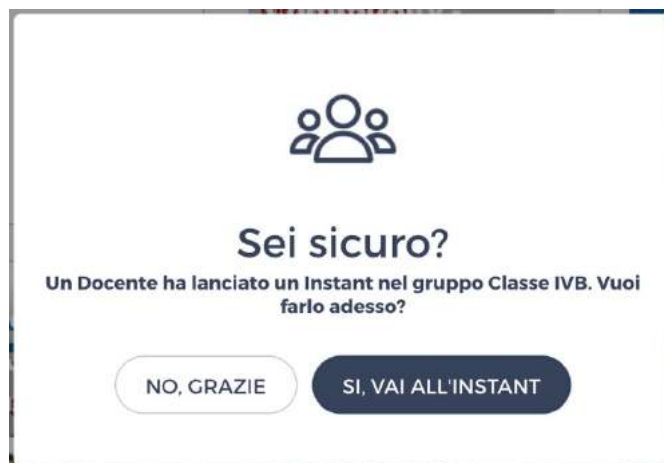 Sei sicuro?
Un Docente ha lanciato un Instant nel gruppo Classe IVB. Vuoi
farlo adesso?
NO, GRAZIE
SI, VAI ALL'INSTANT